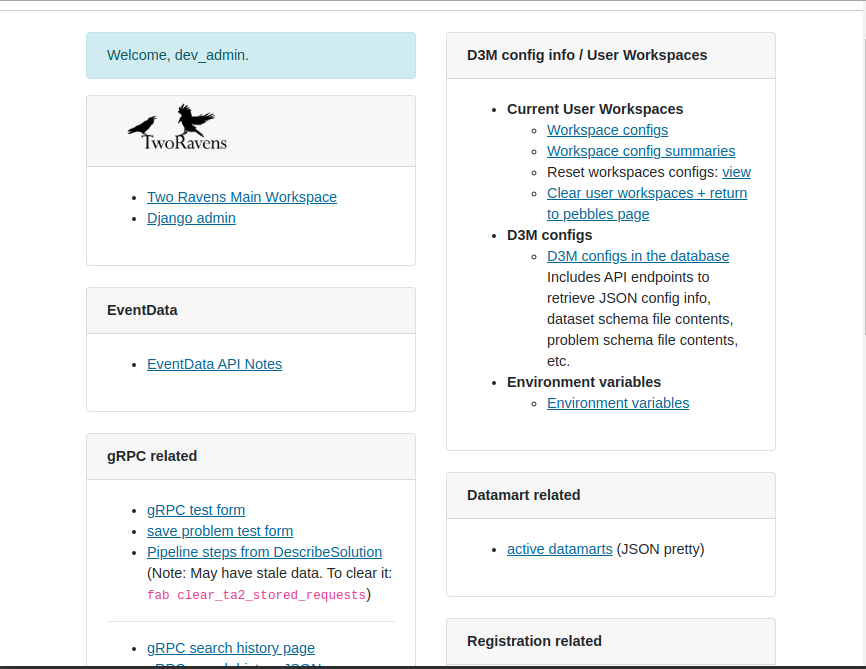 Welcome, dev_admin.
TwoRavens
Two Ravens Main Workspace
Django admin
EventData
EventData API Notes
gRPC related
gRPC test form
save problem test form
Pipeline steps from DescribeSolution
(Note: May have stale data. To clear it:
fab clear_ta2_stored_requests)
gRPC search history page
gRPC search history JSON
D3M config info / User Workspaces
Current User Workspaces
Workspace configs
Workspace config summaries
Reset workspaces configs: view
Clear user workspaces + return
to pebbles page
D3M configs
D3M configs in the database
Includes API endpoints to
retrieve JSON config info,
dataset schema file contents,
problem schema file contents,
etc.
Environment variables
Environment variables
Datamart related
active datamarts (JSON pretty)
Registration related